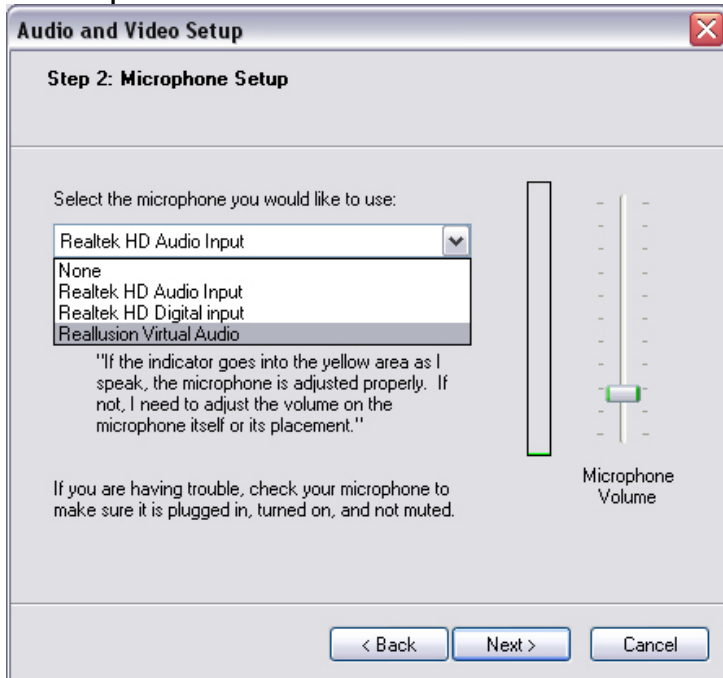 Audio and Video Setup
Step 2: Microphone Setup
Select the microphone you would like to use:
Realtek HD Audio Input
None
Realtek HD Audio Input
Realtek HD Digital input
Reallusion Virtual Audio
"If the indicator goes into the yellow area as I
speak, the microphone is adjusted properly. If
not, I need to adjust the volume on the
microphone itself or its placement."
If you are having trouble, check your microphone to
make sure it is plugged in, turned on, and not muted.
Microphone
Volume
< Back
Next >
Cancel